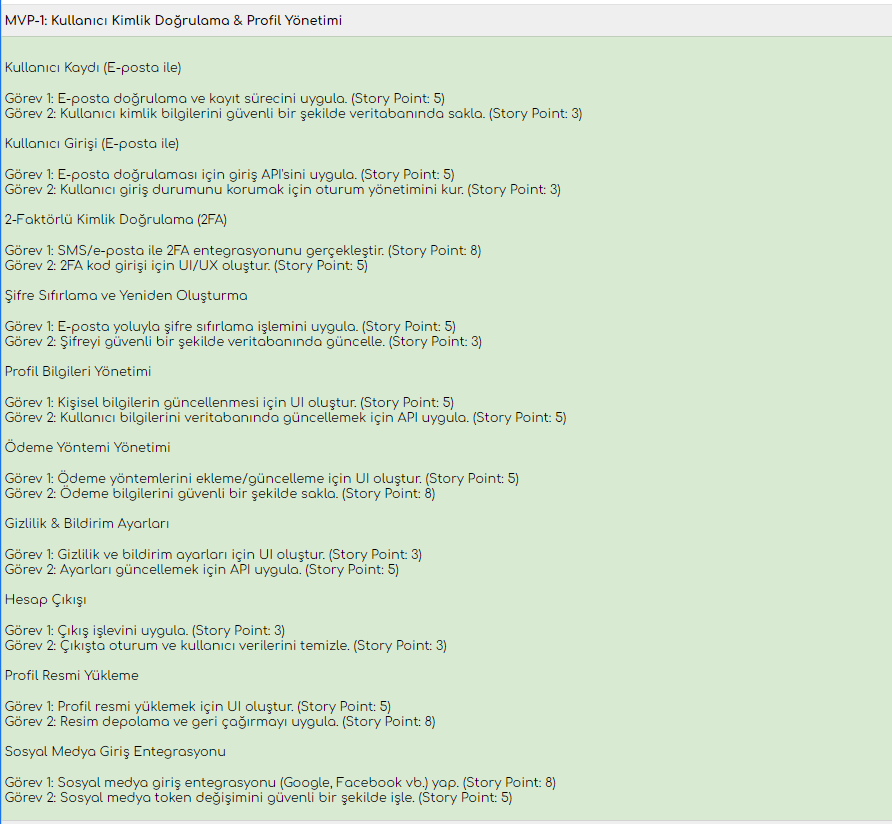 MVP-1: Kullanıcı Kimlik Doğrulama & Profil Yönetimi
Kullanıcı Kaydı (E-posta ile)
Görev 1: E-posta doğrulama ve kayıt sürecini uygula. (Story Point: 5)
Görev 2: Kullanıcı kimlik bilgilerini güvenli bir şekilde veritabanında sakla. (Story Point: 3)
Kullanıcı Girişi (E-posta ile)
Görev 1: E-posta doğrulaması için giriş API'sini uygula. (Story Point: 5)
Görev 2: Kullanıcı giriş durumunu korumak için oturum yönetimini kur. (Story Point: 3)
2-Faktörlü Kimlik Doğrulama (2FA)
Görev 1: SMS/e-posta ile 2FA entegrasyonunu gerçekleştir. (Story Point: 8)
Görev 2: 2FA kod girişi için UI/UX oluştur. (Story Point: 5)
Şifre Sıfırlama ve Yeniden Oluşturma
Görev 1: E-posta yoluyla şifre sıfırlama işlemini uygula. (Story Point: 5)
Görev 2: Şifreyi güvenli bir şekilde veritabanında güncelle. (Story Point: 3)
Profil Bilgileri Yönetimi
Görev 1: Kişisel bilgilerin güncellenmesi için UI oluştur. (Story Point: 5)
Görev 2: Kullanıcı bilgilerini veritabanında güncellemek için API uygula. (Story Point: 5)
Ödeme Yöntemi Yönetimi
Görev 1: Ödeme yöntemlerini ekleme/güncelleme için UI oluştur. (Story Point: 5)
Görev 2: Ödeme bilgilerini güvenli bir şekilde sakla. (Story Point: 8)
Gizlilik & Bildirim Ayarları
Görev 1: Gizlilik ve bildirim ayarları için UI oluştur. (Story Point: 3)
Görev 2: Ayarları güncellemek için API uygula. (Story Point: 5)
Hesap Çıkışı
Görev 1: Çıkış işlevini uygula. (Story Point: 3)
Görev 2: Çıkışta oturum ve kullanıcı verilerini temizle. (Story Point: 3)
Profil Resmi Yükleme
Görev 1: Profil resmi yüklemek için UI oluştur. (Story Point: 5)
Görev 2: Resim depolama ve geri çağırmayı uygula. (Story Point: 8)
Sosyal Medya Giriş Entegrasyonu
Görev 1: Sosyal medya giriş entegrasyonu (Google, Facebook vb.) yap. (Story Point: 8)
Görev 2: Sosyal medya token değişimini güvenli bir şekilde işle. (Story Point: 5)